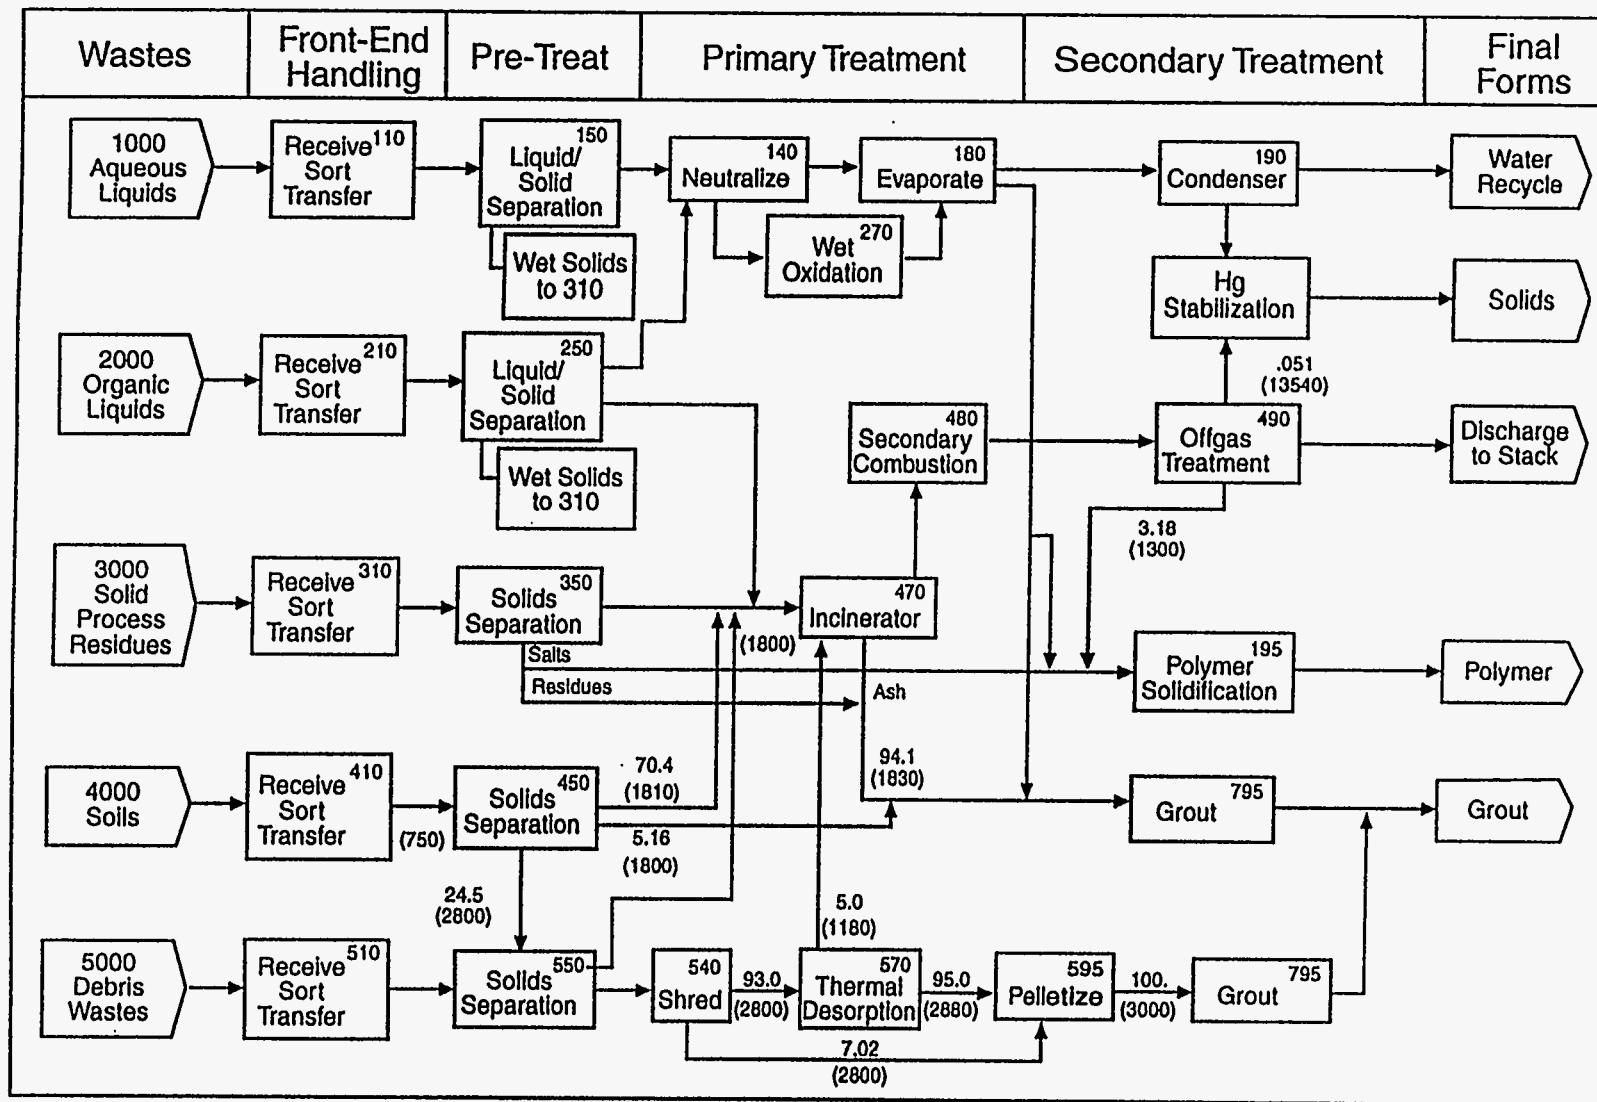 Wastes
Front-End
Handling
Pre-Treat
Primary Treatment
Secondary Treatment
Final
Forms
1000
Aqueous
Liquids
Receive 110
Sort
Transfer
150
Liquid/
Solid
Separation
Wet Solids
to 310
140
Neutralize
180
Evaporate
270
Wet
Oxidation
190
Condenser
Water
Recycle
Hg
Stabilization
Solids
2000
Organic
Liquids
Receive 210
Sort
Transfer
250
Liquid/
Solid
Separation
Wet Solids
to 310
480
Secondary
Combustion
.051
(13540)
490
Offgas
Treatment
Discharge
to Stack
3.18
(1300)
3000
Solid
Process
Residues
Receive 310
Sort
Transfer
350
Solids
Separation
Salts
Residues
(1800)
470
Incinerator
Ash
195
Polymer
Solidification
Polymer
4000
Soils
Receive 410
Sort
Transfer
(750)
450
Solids
Separation
70.4
(1810)
5.16
(1800)
94.1
(1830)
795
Grout
Grout
24.5
(2800)
5.0
(1180)
5000
Debris
Wastes
Receive 510
Sort
Transfer
550
Solids
Separation
540
Shred
93.0
(2800)
570
Thermal
Desorption
95.0
(2880)
595
Pelletize
100.
(3000)
795
Grout
7.02
(2800)